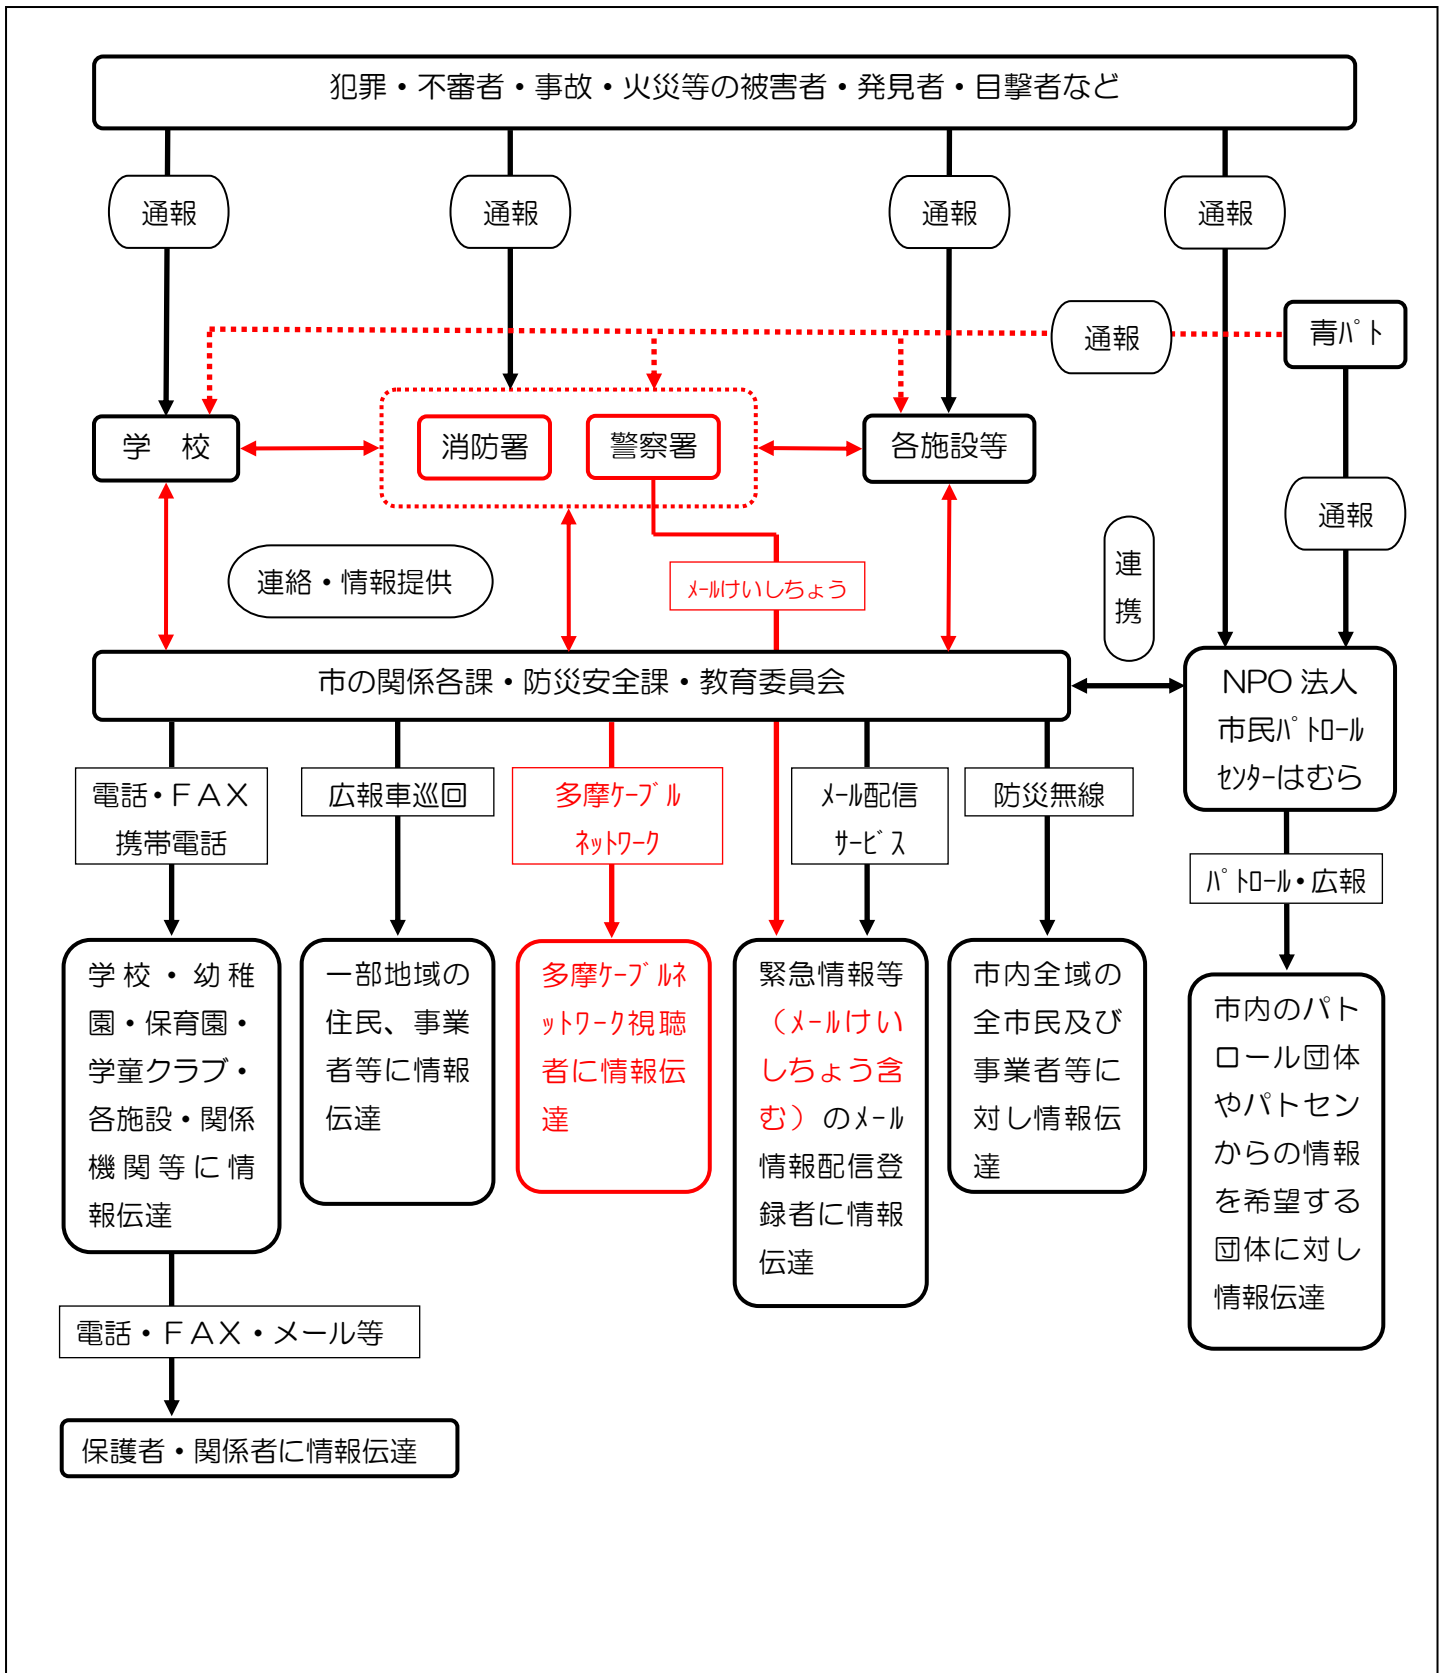 犯罪・不審者・事故・火災等の被害者・発見者・目撃者など
通報
通報
通報
通報
通報
青ﾊﾟﾄ
学　校
消防署
警察署
各施設等
通報
連絡・情報提供
ﾒｰﾙけいしちょう
連
携
市の関係各課・防災安全課・教育委員会
NPO 法人
市民ﾊﾟﾄﾛｰﾙ
ｾﾝﾀｰはむら
電話・ＦＡＸ
携帯電話
広報車巡回
多摩ｹｰﾌﾞﾙ
ﾈｯﾄﾜｰｸ
ﾒｰﾙ配信
ｻｰﾋﾞｽ
防災無線
ﾊﾟﾄﾛｰﾙ・広報
学校・幼稚
園・保育園・
学童クラブ・
各施設・関係
機関等に情
報伝達
一部地域の
住民、事業
者等に情報
伝達
多摩ｹｰﾌﾞﾙﾈ
ｯﾄﾜｰｸ視聴
者に情報伝
達
緊急情報等
（ﾒｰﾙけい
しちょう含
む）のﾒｰﾙ
情報配信登
録者に情報
伝達
市内全域の
全市民及び
事業者等に
対し情報伝
達
市内のパト
ロール団体
やパトセン
からの情報
を希望する
団体に対し
情報伝達
電話・ＦＡＸ・メール等
保護者・関係者に情報伝達